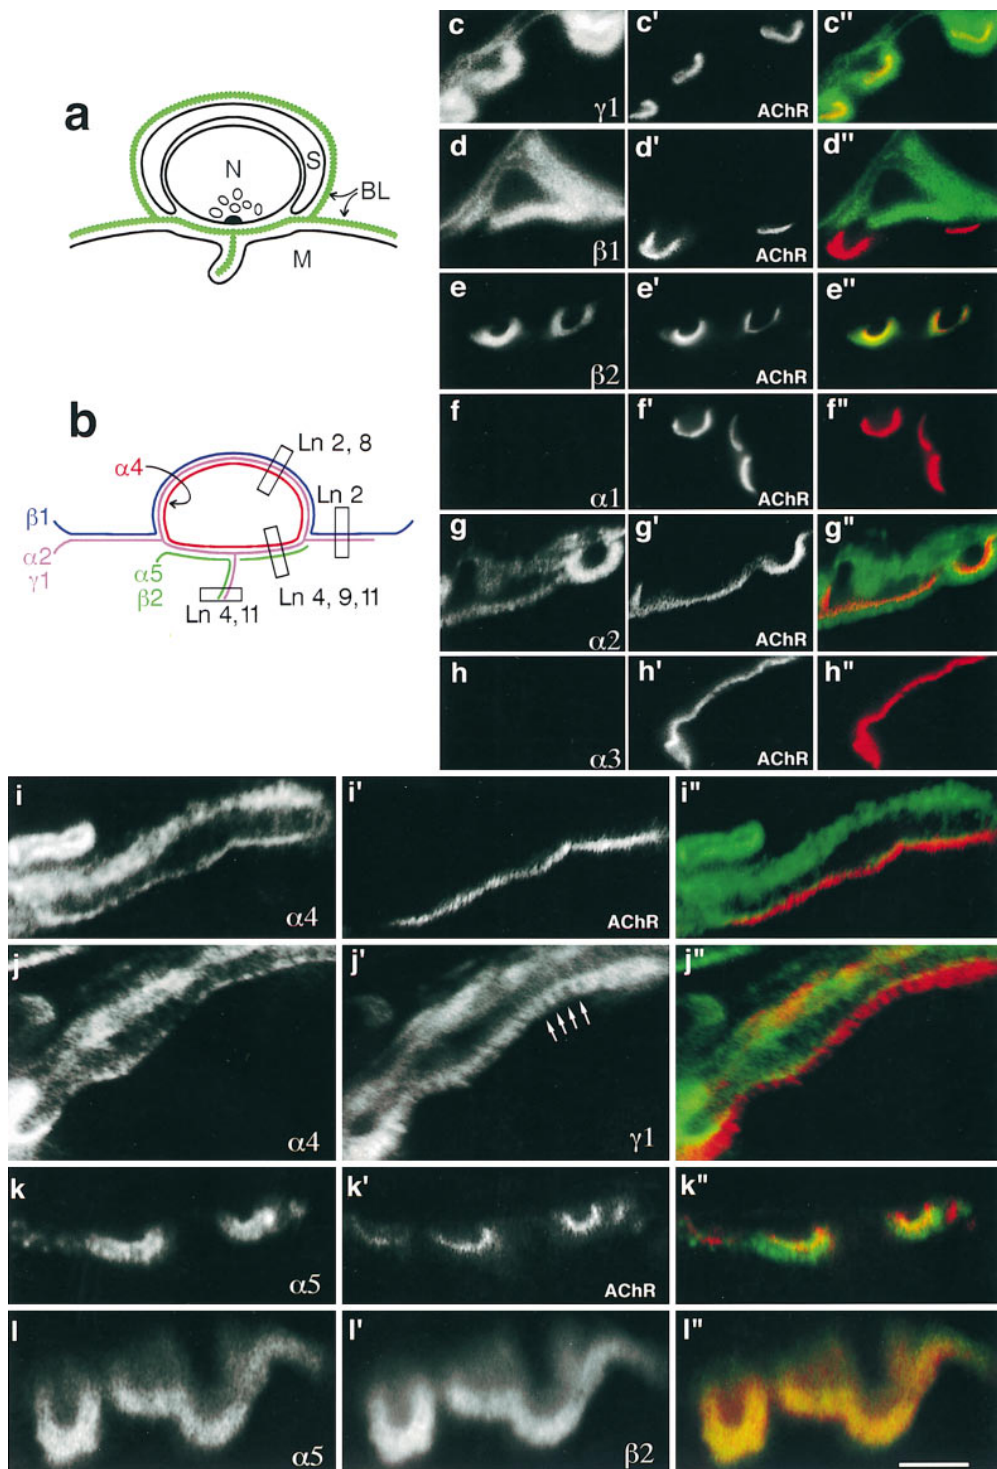 a
N
S
BL
M
b
α4
Ln 2, 8
Ln 2
β1
α2
γ1
α5
β2
Ln 4, 9, 11
Ln 4, 11
c
γ1
c'
AChR
c"
d
β1
d'
AChR
d"
e
β2
e'
AChR
e"
f
α1
f'
AChR
f"
g
α2
g'
AChR
g"
h
α3
h'
AChR
h"
i
α4
i'
AChR
i"
j
α4
j'
γ1
j"
k
α5
k'
AChR
k"
l
α5
l'
β2
l"